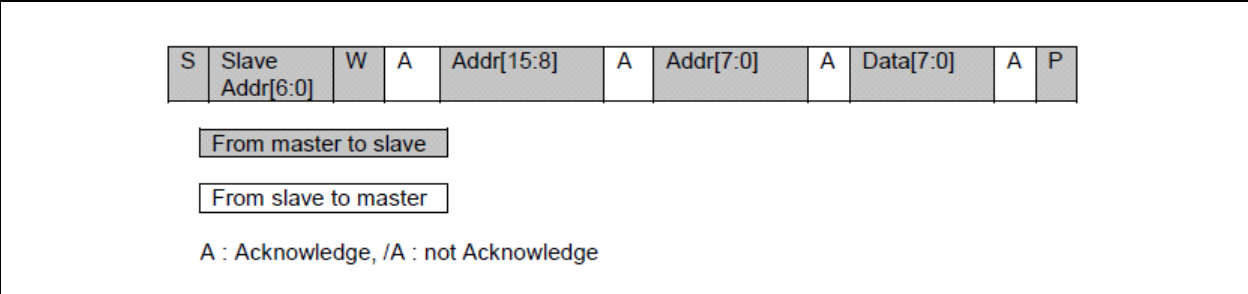 S Slave W A Addr[15:8] A Addr[7:0] A Data[7:0] A P
Addr[6:0]
From master to slave
From slave to master
A : Acknowledge, /A : not Acknowledge